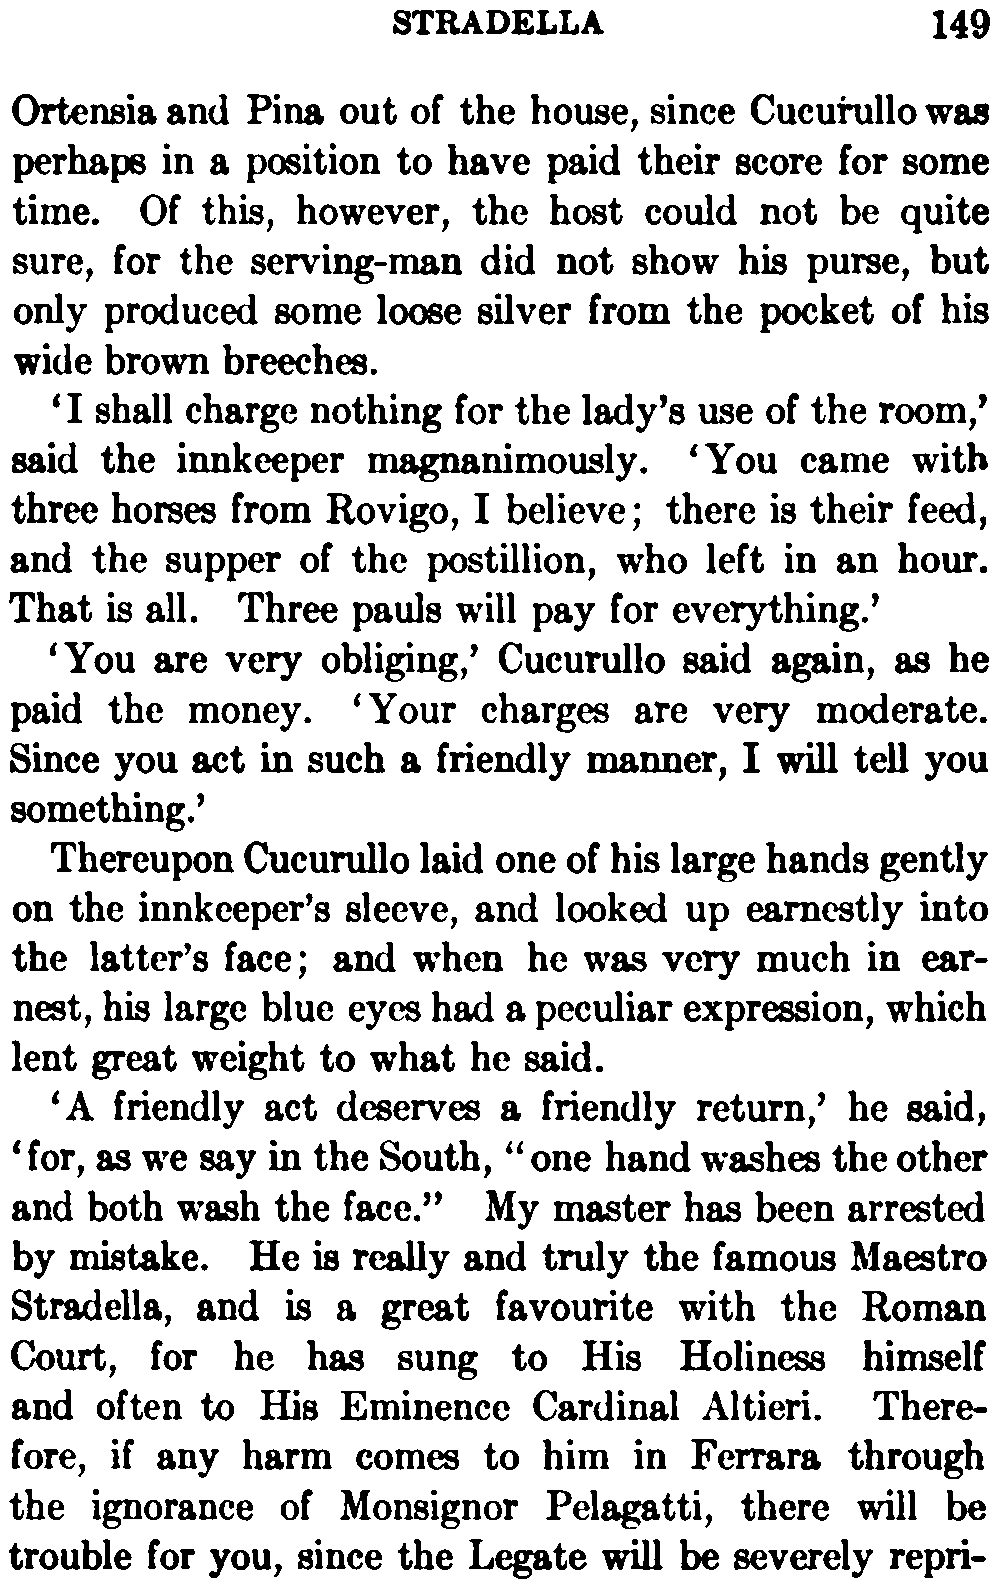 STRADELLA 149
Ortensia and Pina out of the house, since Cucurullo was
perhaps in a position to have paid their score for some
time. Of this, however, the host could not be quite
sure, for the serving-man did not show his purse, but
only produced some loose silver from the pocket of his
wide brown breeches.
‘I shall charge nothing for the lady’s use of the room,’
said the innkeeper magnanimously. ‘You came with
three horses from Rovigo, I believe; there is their feed,
and the supper of the postillion, who left in an hour.
That is all. Three pauls will pay for everything.’
‘You are very obliging,’ Cucurullo said again, as he
paid the money. ‘Your charges are very moderate.
Since you act in such a friendly manner, I will tell you
something.’
Thereupon Cucurullo laid one of his large hands gently
on the innkeeper’s sleeve, and looked up earnestly into
the latter’s face; and when he was very much in ear-
nest, his large blue eyes had a peculiar expression, which
lent great weight to what he said.
‘A friendly act deserves a friendly return,’ he said,
‘for, as we say in the South, “one hand washes the other
and both wash the face.” My master has been arrested
by mistake. He is really and truly the famous Maestro
Stradella, and is a great favourite with the Roman
Court, for he has sung to His Holiness himself
and often to His Eminence Cardinal Altieri. There-
fore, if any harm comes to him in Ferrara through
the ignorance of Monsignor Pelagatti, there will be
trouble for you, since the Legate will be severely repri-